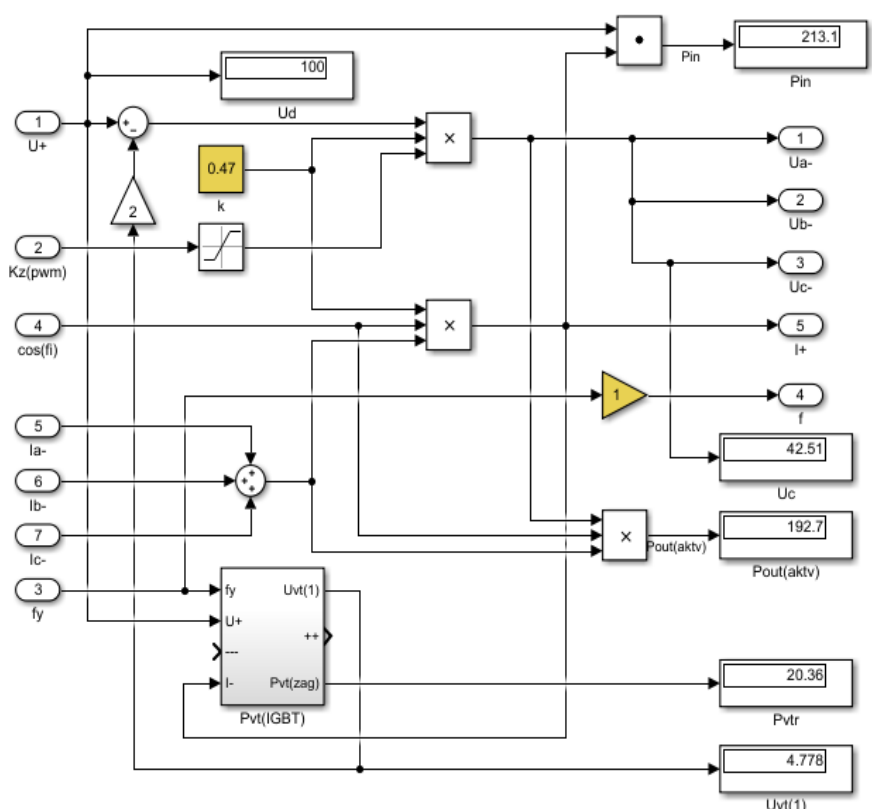 213.1
Pin
Pin
100
Ud
1
U+
+
-
×
1
Ua-
0.47
k
2
2
Ub-
2
Kz(pwm)
3
Uc-
4
cos(fi)
×
5
I+
1
4
f
5
Ia-
42.51
Uc
6
Ib-
+
+
+
7
Ic-
×
Pout(aktv)
192.7
Pout(aktv)
3
fy
fy
Uvt(1)
U+
++
---
I-
Pvt(zag)
Pvt(IGBT)
20.36
Pvtr
4.778
Uvt(1)